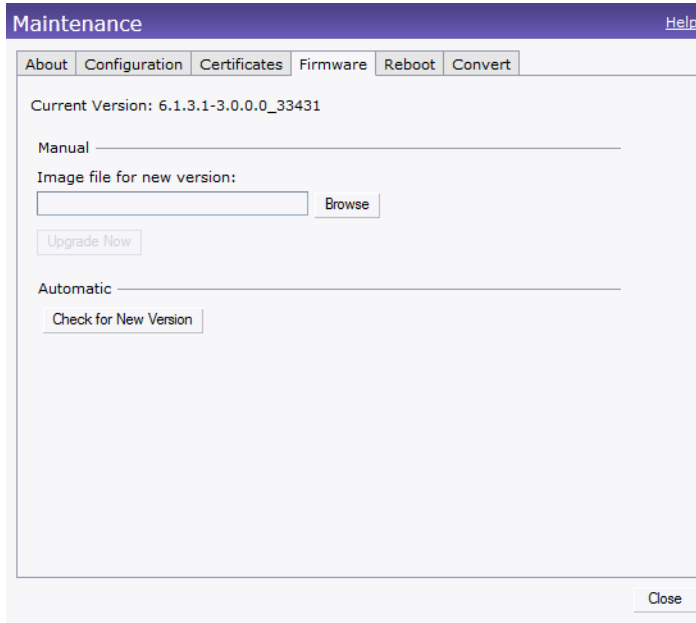 Maintenance Help
About Configuration Certificates Firmware Reboot Convert
Current Version: 6.1.3.1-3.0.0.0_33431
Manual
Image file for new version:
Browse
Upgrade Now
Automatic
Check for New Version
Close